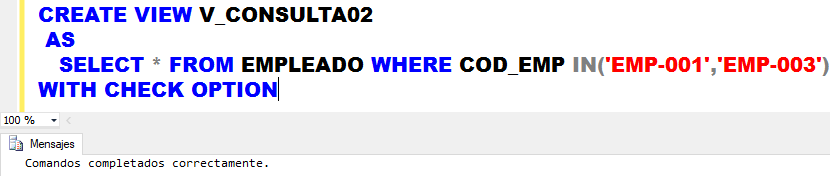 CREATE VIEW V_CONSULTA02
AS
SELECT * FROM EMPLEADO WHERE COD_EMP IN('EMP-001','EMP-003')
WITH CHECK OPTION
100 %
Mensajes
Comandos completados correctamente.